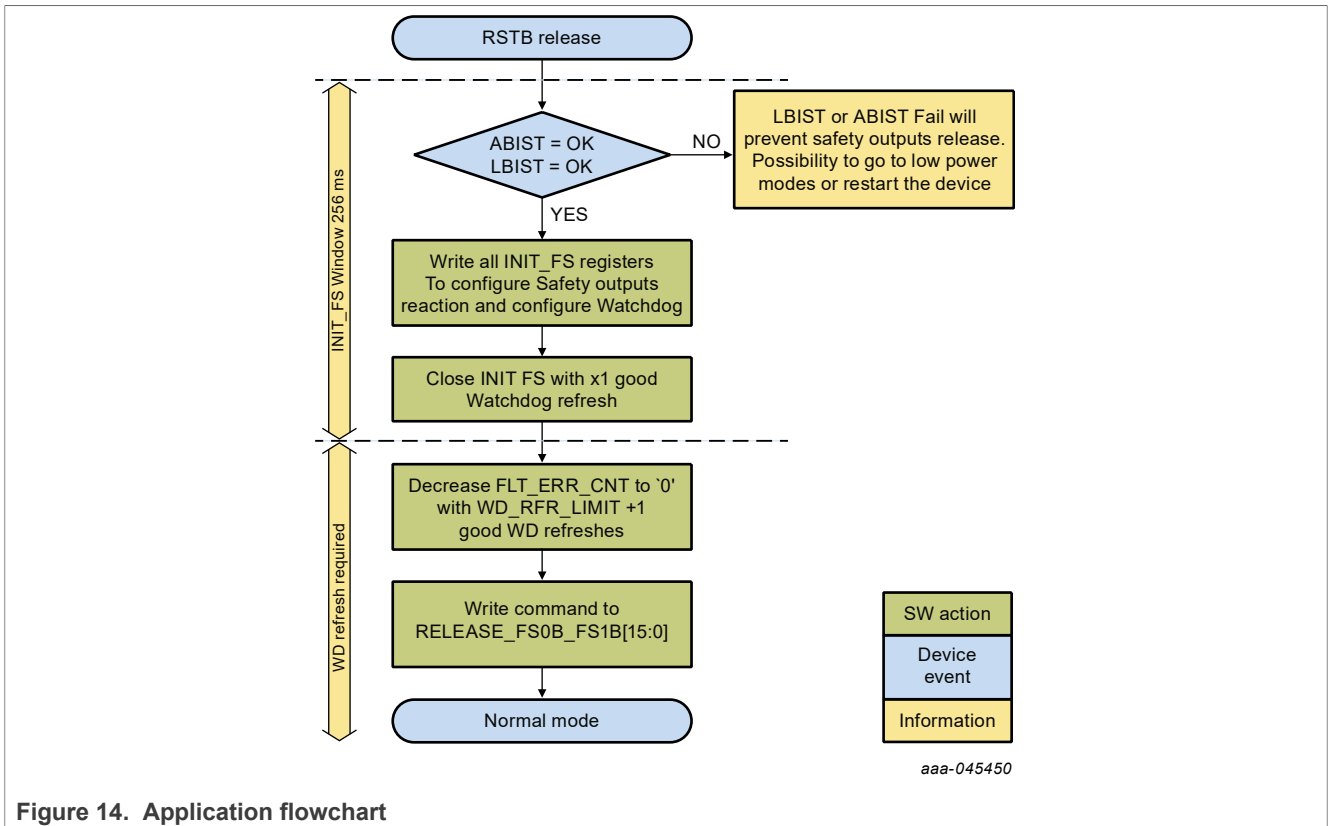 RSTB release
INIT_FS Window 256 ms
ABIST = OK
LBIST = OK
NO
LBIST or ABIST Fail will
prevent safety outputs release.
Possibility to go to low power
modes or restart the device
YES
Write all INIT_FS registers
To configure Safety outputs
reaction and configure Watchdog
Close INIT FS with x1 good
Watchdog refresh
WD refresh required
Decrease FLT_ERR_CNT to `0'
with WD_RFR_LIMIT +1
good WD refreshes
Write command to
RELEASE_FS0B_FS1B[15:0]
Normal mode
SW action
Device
event
Information
aaa-045450
Figure 14. Application flowchart